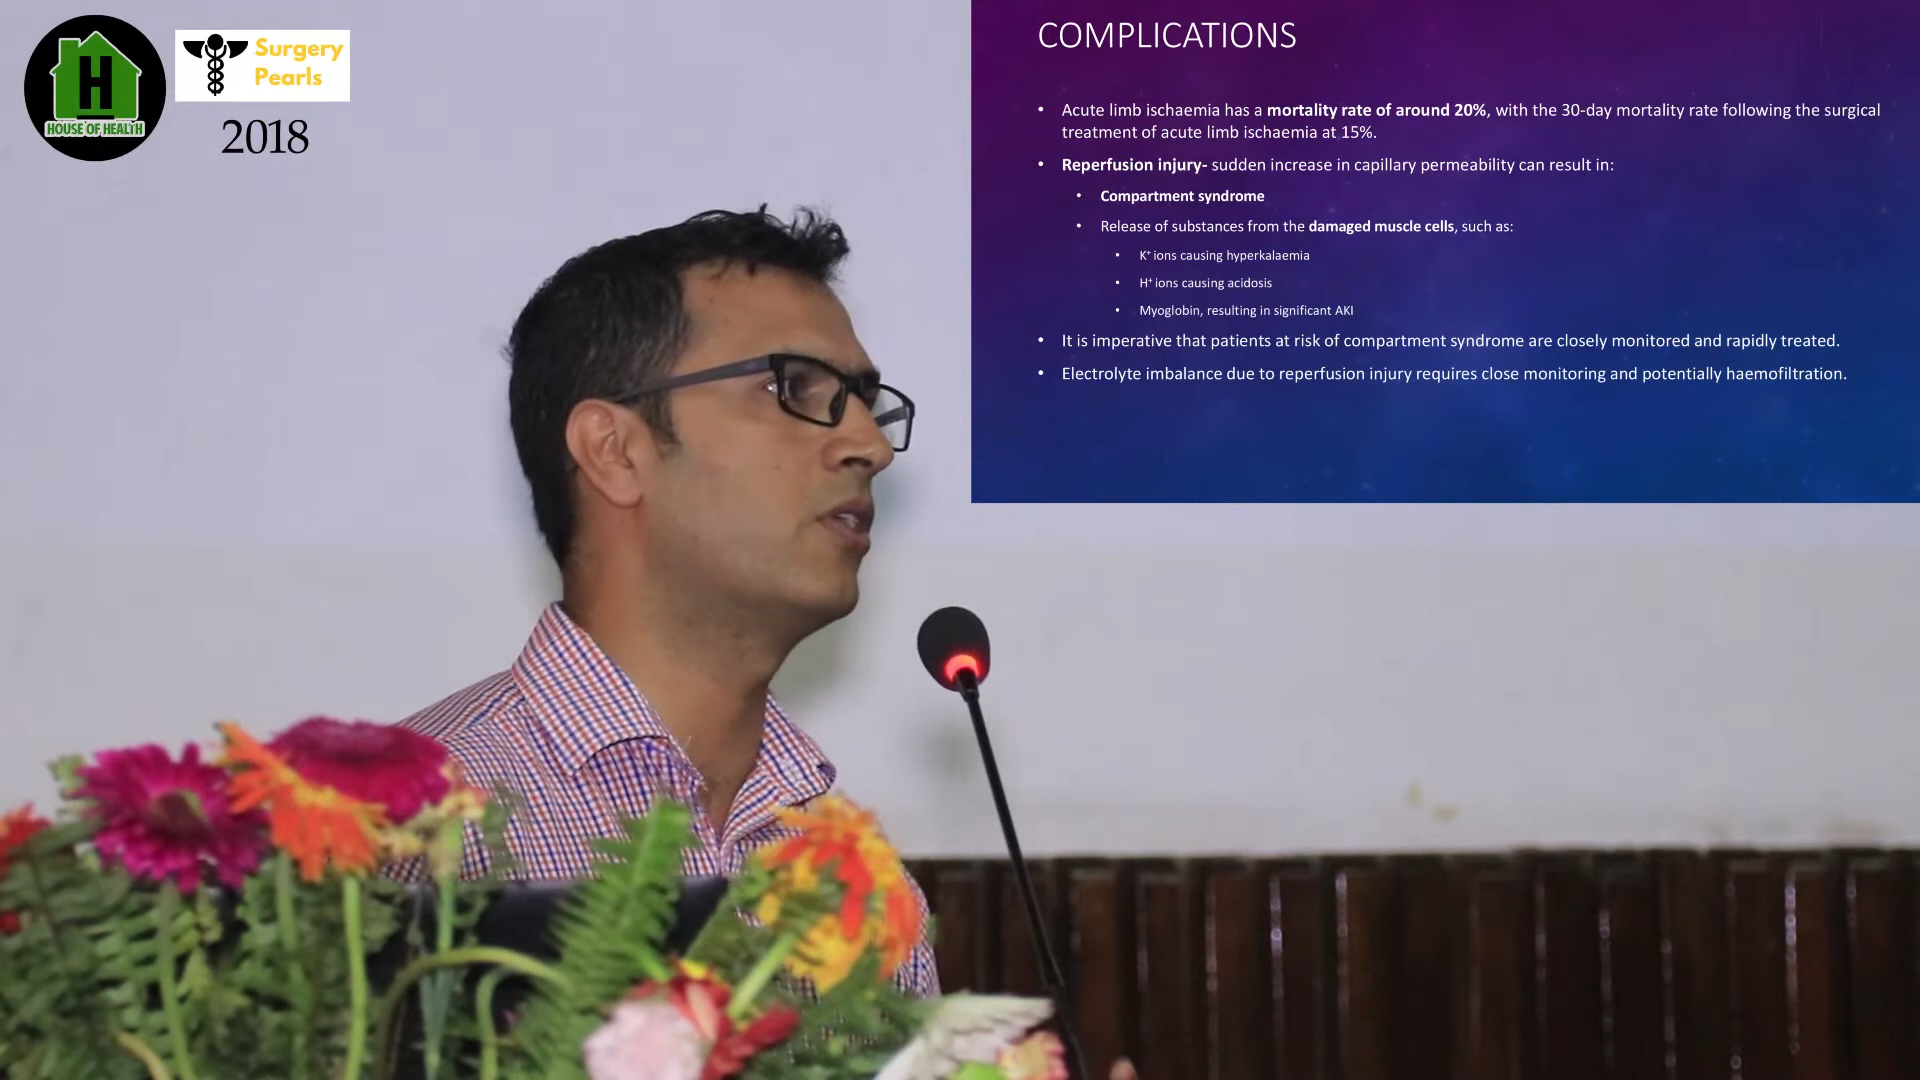 H
HOUSE OF HEALTH
Surgery
Pearls
2018
COMPLICATIONS
• Acute limb ischaemia has a mortality rate of around 20%, with the 30-day mortality rate following the surgical
treatment of acute limb ischaemia at 15%.
• Reperfusion injury- sudden increase in capillary permeability can result in:
• Compartment syndrome
• Release of substances from the damaged muscle cells, such as:
• K⁺ ions causing hyperkalaemia
• H⁺ ions causing acidosis
• Myoglobin, resulting in significant AKI
• It is imperative that patients at risk of compartment syndrome are closely monitored and rapidly treated.
• Electrolyte imbalance due to reperfusion injury requires close monitoring and potentially haemofiltration.